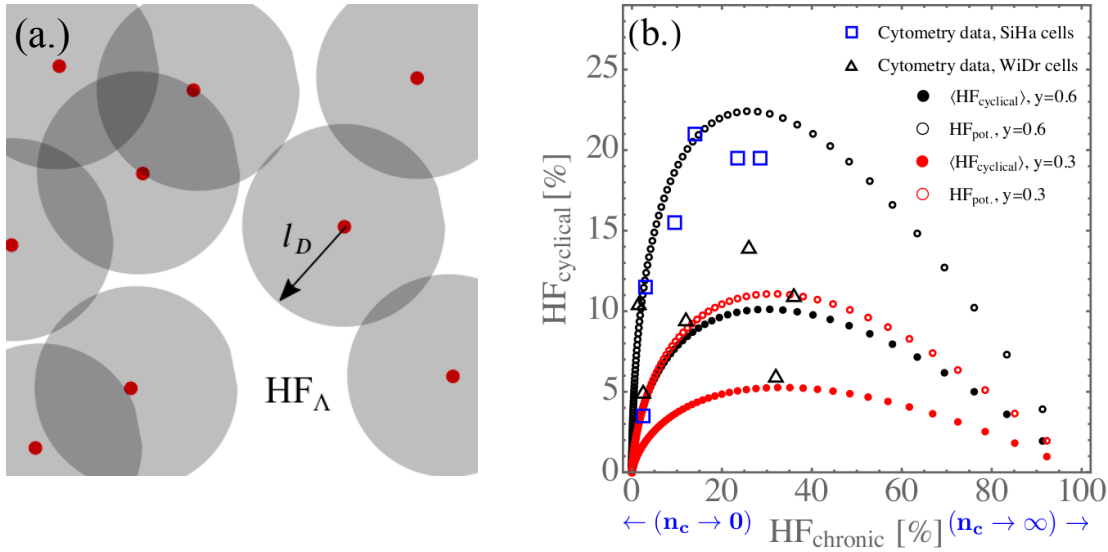 (a.)
l_D
HF_Λ
(b.)
Cytometry data, SiHa cells
Cytometry data, WiDr cells
⟨HF_cyclical⟩, y=0.6
HF_pot., y=0.6
⟨HF_cyclical⟩, y=0.3
HF_pot., y=0.3
HF_cyclical [%]
25
20
15
10
5
0
0 20 40 60 80 100
← (n_c → 0) HF_chronic [%] (n_c → ∞) →